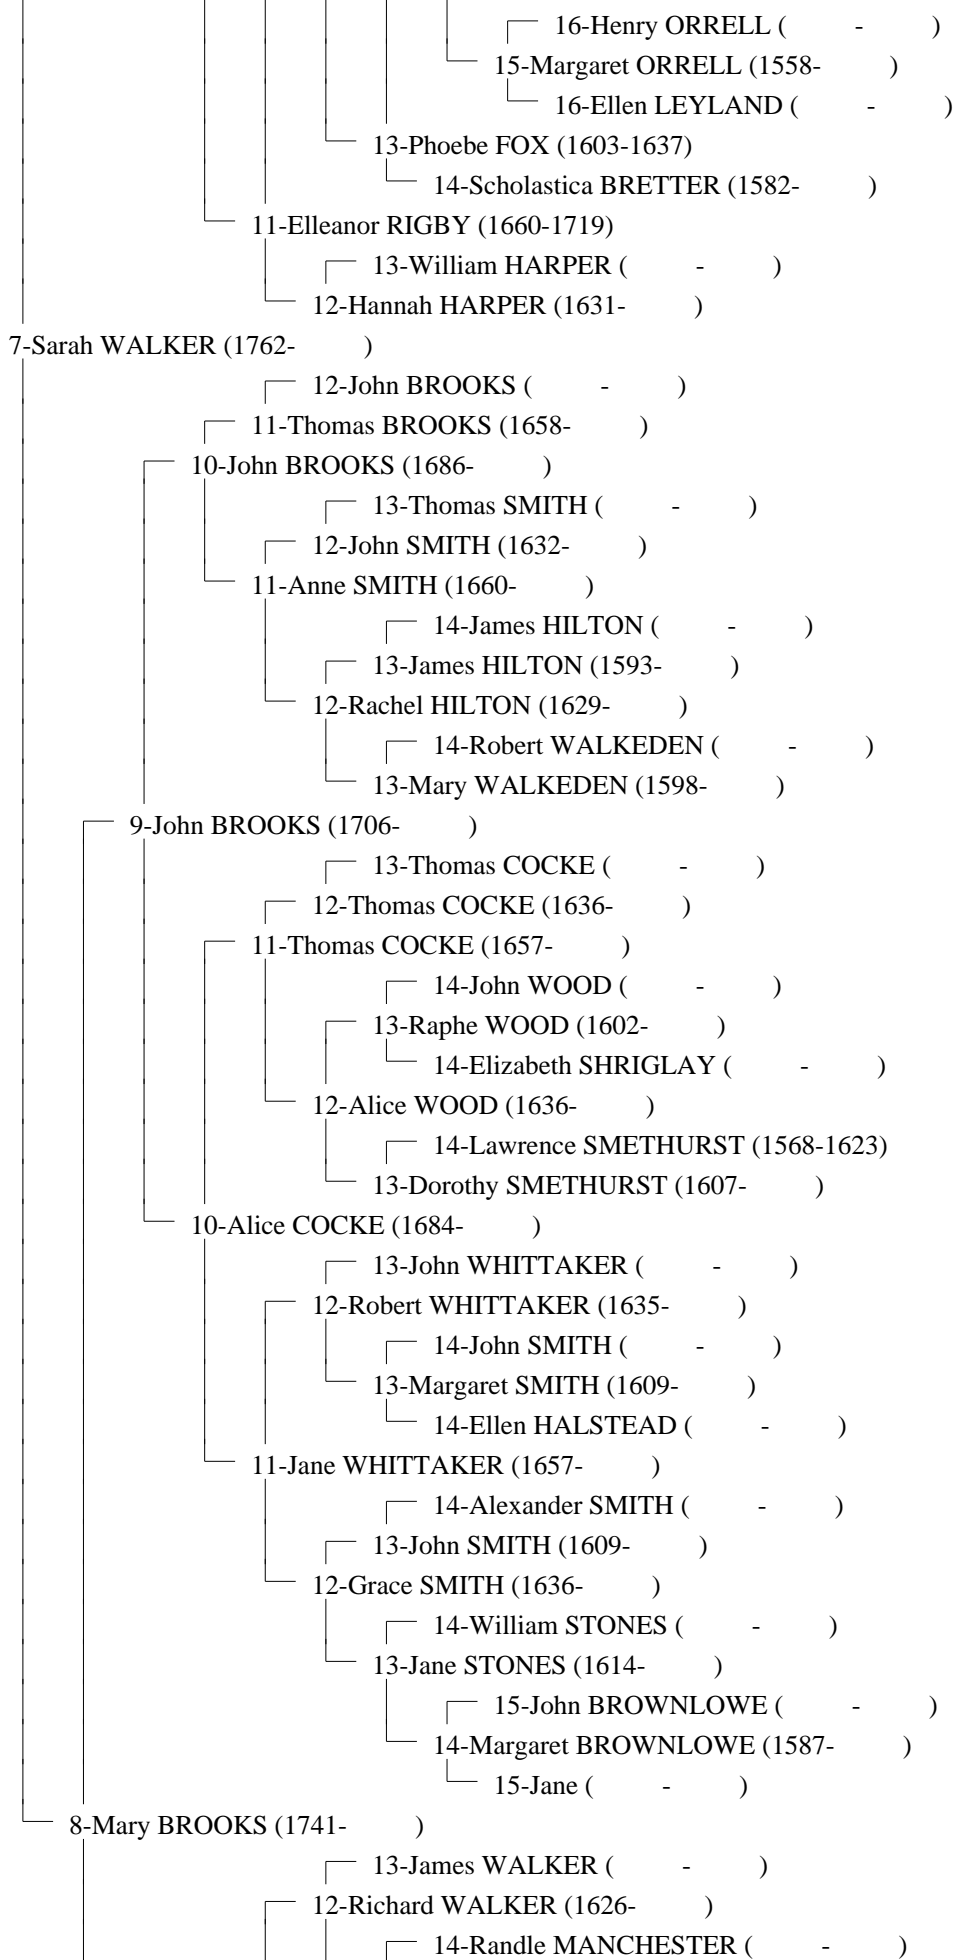 16-Henry ORRELL ( - )
15-Margaret ORRELL (1558- )
16-Ellen LEYLAND ( - )
13-Phoebe FOX (1603-1637)
14-Scholastica BRETTER (1582- )
11-Elleanor RIGBY (1660-1719)
13-William HARPER ( - )
12-Hannah HARPER (1631- )
7-Sarah WALKER (1762- )
12-John BROOKS ( - )
11-Thomas BROOKS (1658- )
10-John BROOKS (1686- )
13-Thomas SMITH ( - )
12-John SMITH (1632- )
11-Anne SMITH (1660- )
14-James HILTON ( - )
13-James HILTON (1593- )
12-Rachel HILTON (1629- )
14-Robert WALKEDEN ( - )
13-Mary WALKEDEN (1598- )
9-John BROOKS (1706- )
13-Thomas COCKE ( - )
12-Thomas COCKE (1636- )
11-Thomas COCKE (1657- )
14-John WOOD ( - )
13-Raphe WOOD (1602- )
14-Elizabeth SHRIGLAY ( - )
12-Alice WOOD (1636- )
14-Lawrence SMETHURST (1568-1623)
13-Dorothy SMETHURST (1607- )
10-Alice COCKE (1684- )
13-John WHITTAKER ( - )
12-Robert WHITTAKER (1635- )
14-John SMITH ( - )
13-Margaret SMITH (1609- )
14-Ellen HALSTEAD ( - )
11-Jane WHITTAKER (1657- )
14-Alexander SMITH ( - )
13-John SMITH (1609- )
12-Grace SMITH (1636- )
14-William STONES ( - )
13-Jane STONES (1614- )
15-John BROWNLOWE ( - )
14-Margaret BROWNLOWE (1587- )
15-Jane ( - )
8-Mary BROOKS (1741- )
13-James WALKER ( - )
12-Richard WALKER (1626- )
14-Randle MANCHESTER ( - )